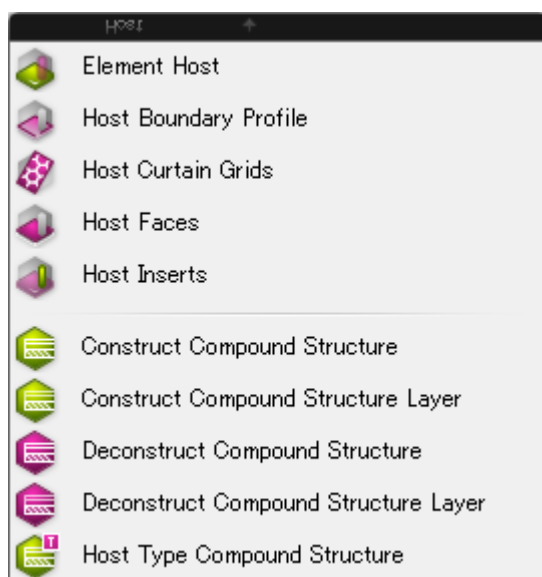 Host
Element Host
Host Boundary Profile
Host Curtain Grids
Host Faces
Host Inserts
Construct Compound Structure
Construct Compound Structure Layer
Deconstruct Compound Structure
Deconstruct Compound Structure Layer
T
Host Type Compound Structure